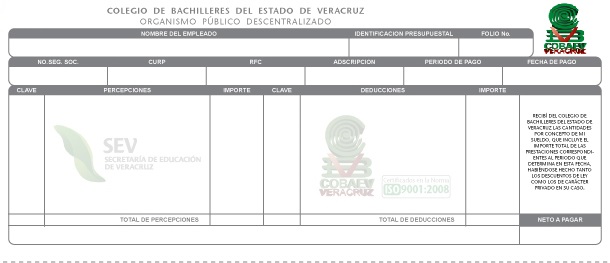 COLEGIO DE BACHILLERES DEL ESTADO DE VERACRUZ
ORGANISMO PÚBLICO DESCENTRALIZADO
NOMBRE DEL EMPLEADO IDENTIFICACION PRESUPUESTAL FOLIO No.
COBAEV
VERACRUZ
NO.SEG. SOC. CURP RFC ADSCRIPCION PERIODO DE PAGO FECHA DE PAGO
CLAVE PERCEPCIONES IMPORTE CLAVE DEDUCCIONES IMPORTE
SEV
SECRETARÍA DE EDUCACIÓN
DE VERACRUZ
COBAEV
VERACRUZ
Certificados en la Norma
ISO 9001:2008
RECIBÍ DEL COLEGIO DE
BACHILLERES DEL ESTADO DE
VERACRUZ LAS CANTIDADES
POR CONCEPTO DE MI
SUELDO, QUE INCLUYE EL
IMPORTE TOTAL DE LAS
PRESTACIONES CORRESPONDI-
ENTES AL PERIODO QUE
DETERMINA EN ESTA FECHA,
HABIÉNDOSE HECHO TANTO
LOS DESCUENTOS DE LEY
COMO LOS DE CARÁCTER
PRIVADO EN SU CASO.
TOTAL DE PERCEPCIONES TOTAL DE DEDUCCIONES NETO A PAGAR